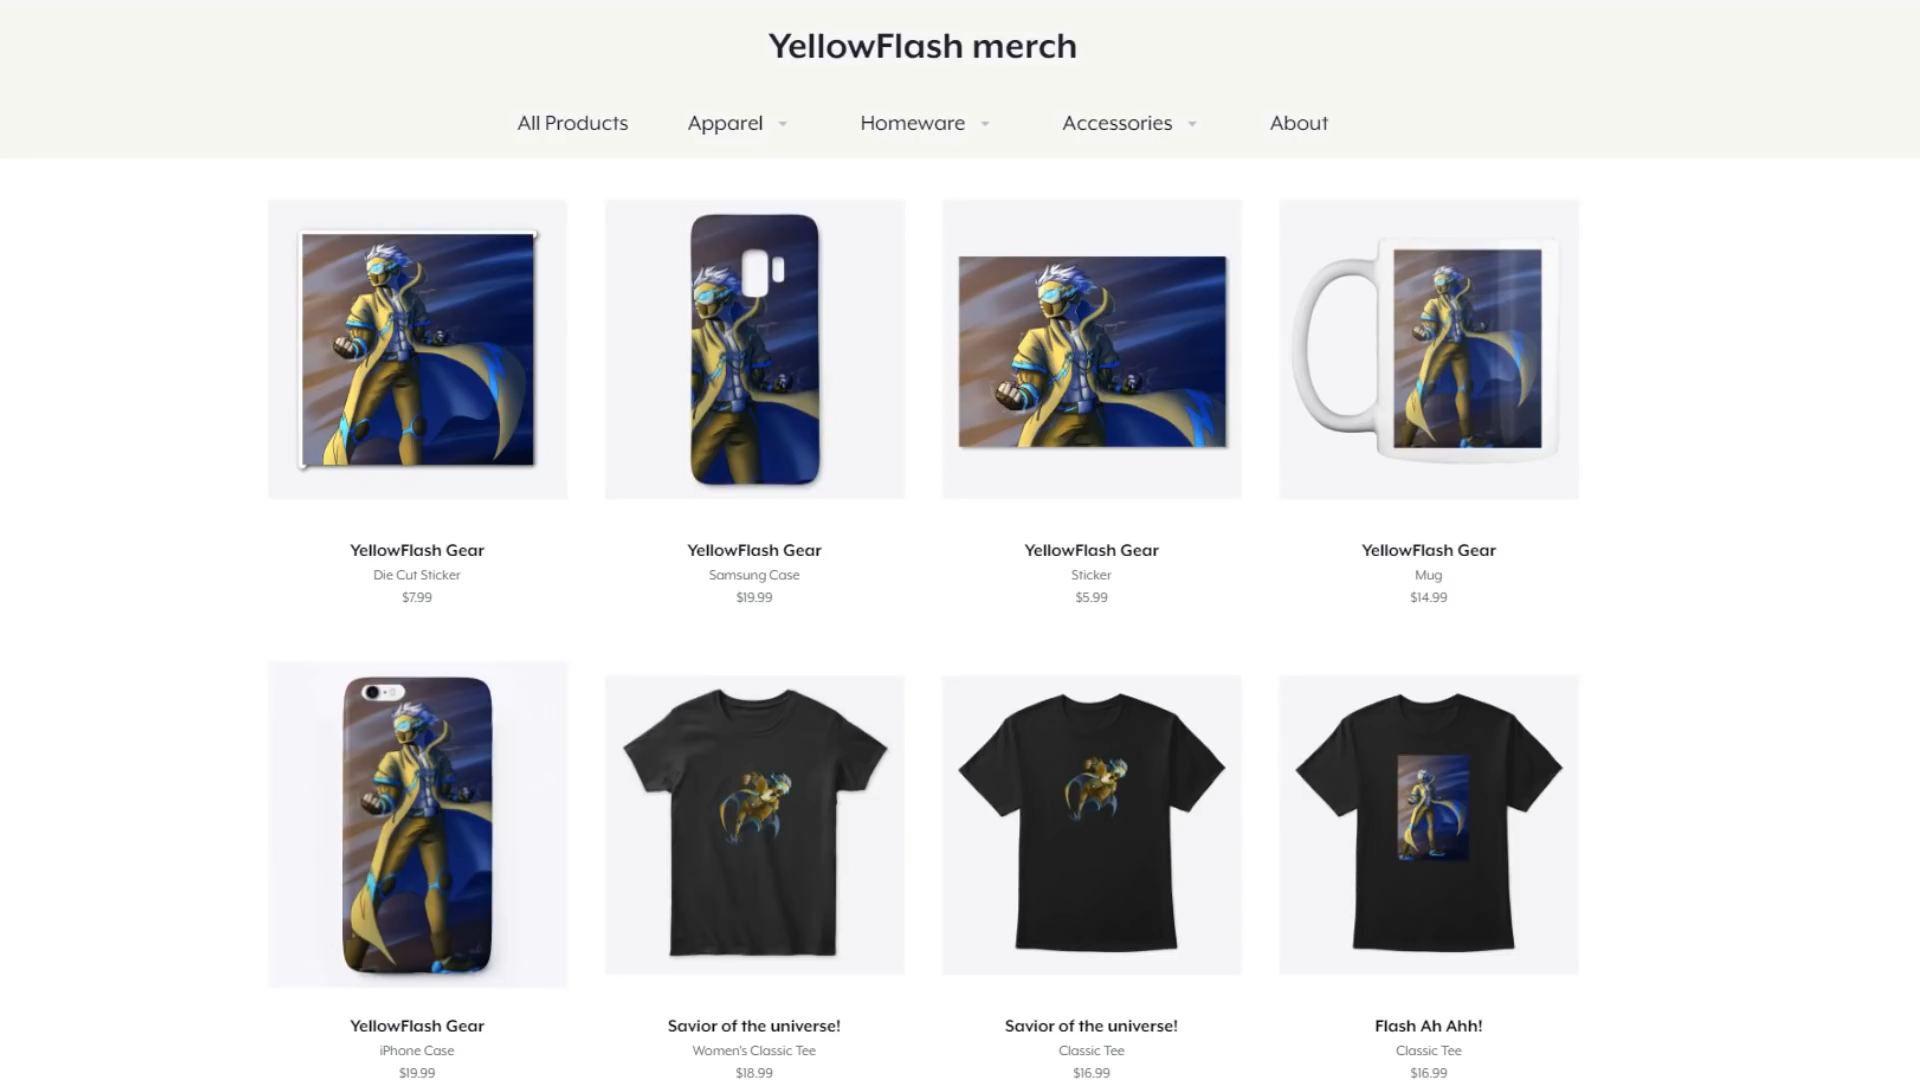 YellowFlash merch
All Products Apparel Homeware Accessories About
YellowFlash Gear
Die Cut Sticker
$7.99
YellowFlash Gear
Samsung Case
$19.99
YellowFlash Gear
Sticker
$5.99
YellowFlash Gear
Mug
$14.99
YellowFlash Gear
iPhone Case
$19.99
Savior of the universe!
Women's Classic Tee
$18.99
Savior of the universe!
Classic Tee
$16.99
Flash Ah Ahh!
Classic Tee
$16.99